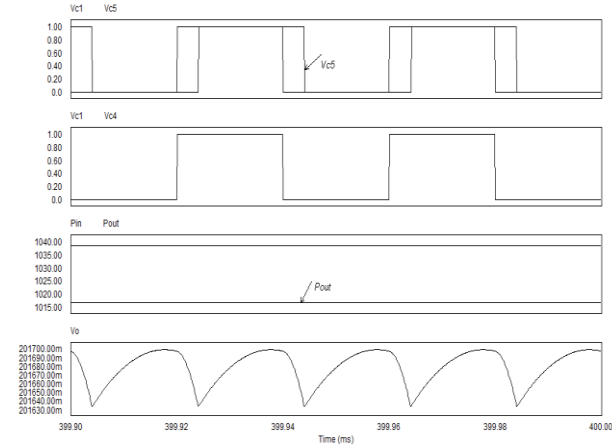 Vc1 Vc5
1.00
0.80
0.60
0.40
0.20
0.0
Vc5
Vc1 Vc4
1.00
0.80
0.60
0.40
0.20
0.0
Pin Pout
1040.00
1035.00
1030.00
1025.00
1020.00
1015.00
Pout
Vo
201700.00m
201690.00m
201680.00m
201670.00m
201660.00m
201650.00m
201640.00m
201630.00m
399.90 399.92 399.94 399.96 399.98 400.00
Time (ms)